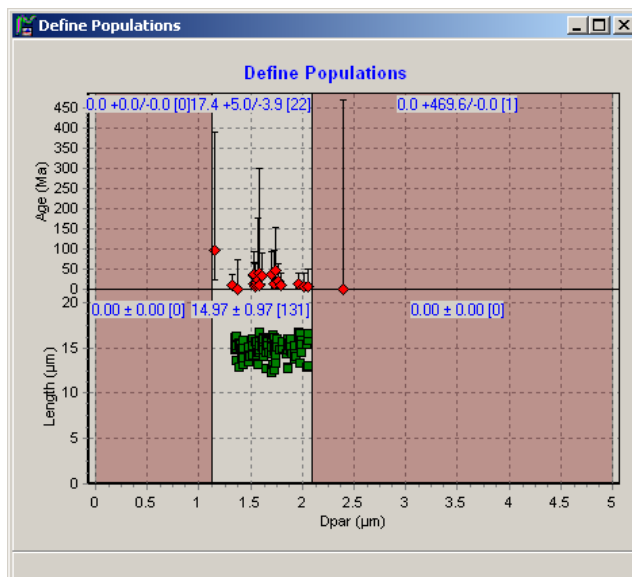 Define Populations
Define Populations
0.0 +0.0/-0.0 [0] 17.4 +5.0/-3.9 [22] 0.0 +469.6/-0.0 [1]
450
400
350
300
250
200
150
100
50
0
Age (Ma)
0.00 ± 0.00 [0] 14.97 ± 0.97 [131] 0.00 ± 0.00 [0]
20
15
10
5
0
Length (µm)
0 0.5 1 1.5 2 2.5 3 3.5 4 4.5 5
Dpar (µm)